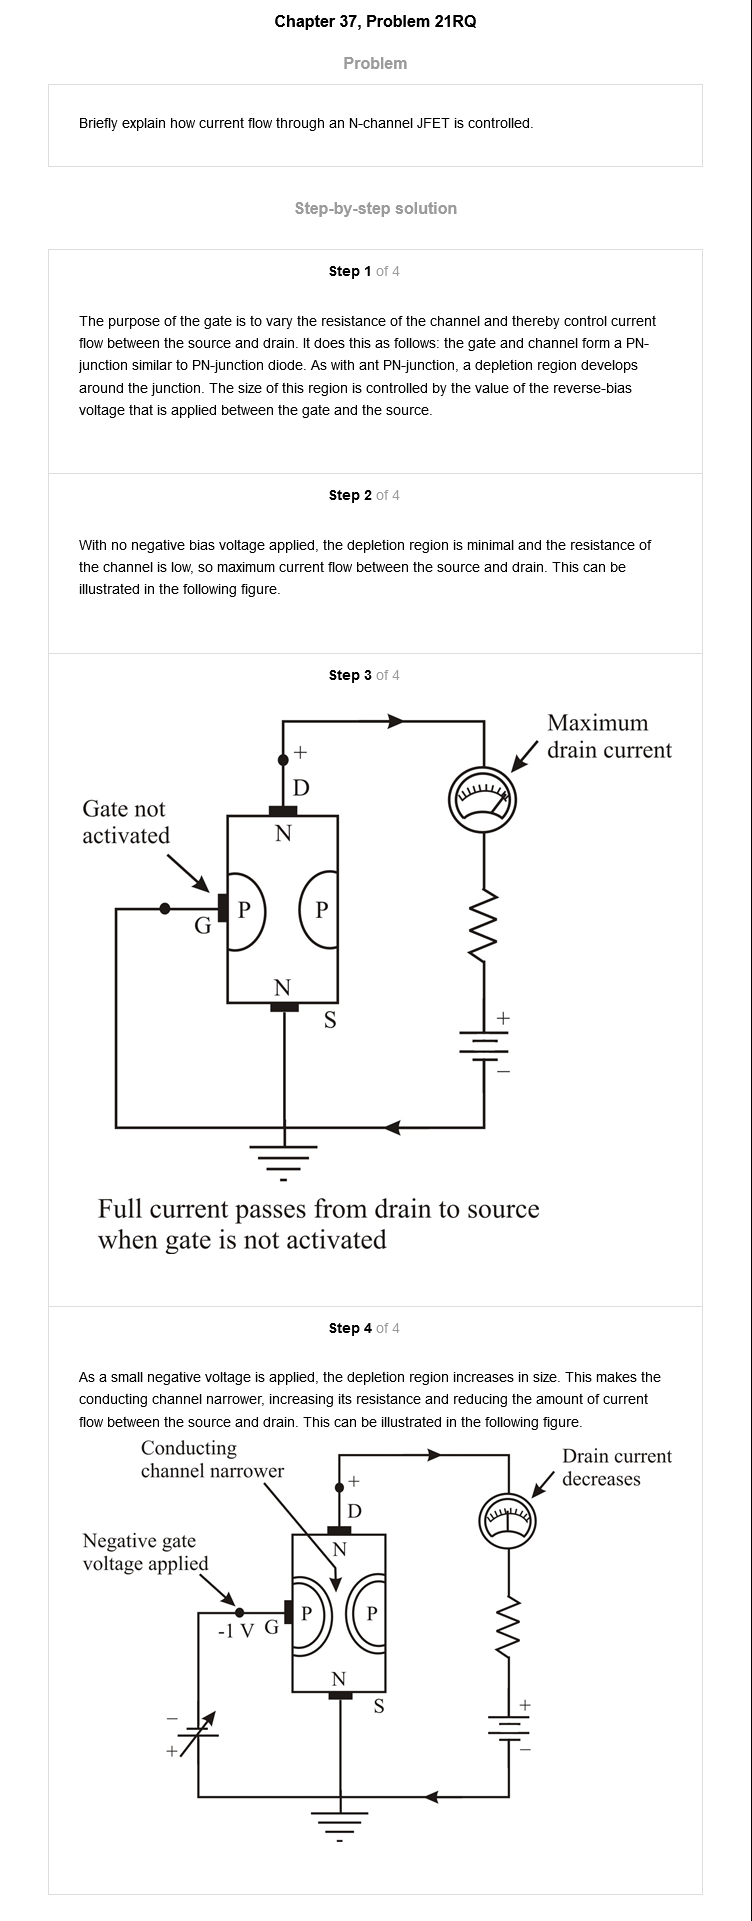 Chapter 37, Problem 21RQ
Problem
Briefly explain how current flow through an N-channel JFET is controlled.
Step-by-step solution
Step 1 of 4
The purpose of the gate is to vary the resistance of the channel and thereby control current
flow between the source and drain. It does this as follows: the gate and channel form a PN-
junction similar to PN-junction diode. As with ant PN-junction, a depletion region develops
around the junction. The size of this region is controlled by the value of the reverse-bias
voltage that is applied between the gate and the source.
Step 2 of 4
With no negative bias voltage applied, the depletion region is minimal and the resistance of
the channel is low, so maximum current flow between the source and drain. This can be
illustrated in the following figure.
Step 3 of 4
Maximum
drain current
+
D
Gate not
activated
N
P
P
G
N
S
+
−
Full current passes from drain to source
when gate is not activated
Step 4 of 4
As a small negative voltage is applied, the depletion region increases in size. This makes the
conducting channel narrower, increasing its resistance and reducing the amount of current
flow between the source and drain. This can be illustrated in the following figure.
Conducting
channel narrower
Drain current
decreases
+
D
Negative gate
voltage applied
N
P
P
-1 V G
N
S
−
+
+
−